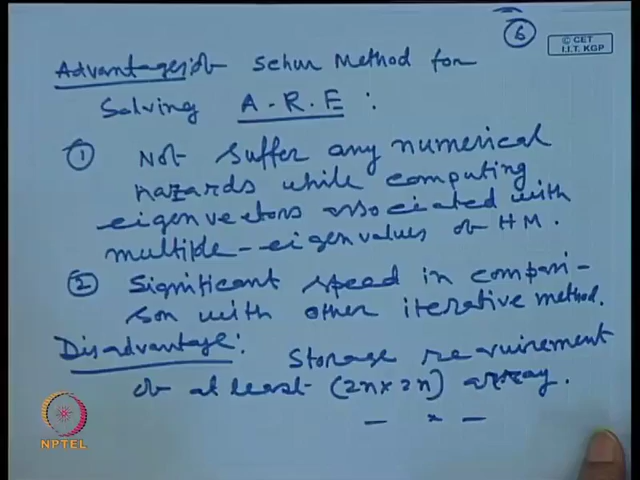 6
© CET
I.I.T. KGP
Advantages of Schur Method for
Solving A.R.E :
① Not suffer any numerical
hazards while computing
eigenvectors associated with
multiple-eigenvalues of HM.
② Significant speed in compari-
son with other iterative method.
Disadvantage: Storage requirement
of at least (2n×2n) array.
— × —
NPTEL